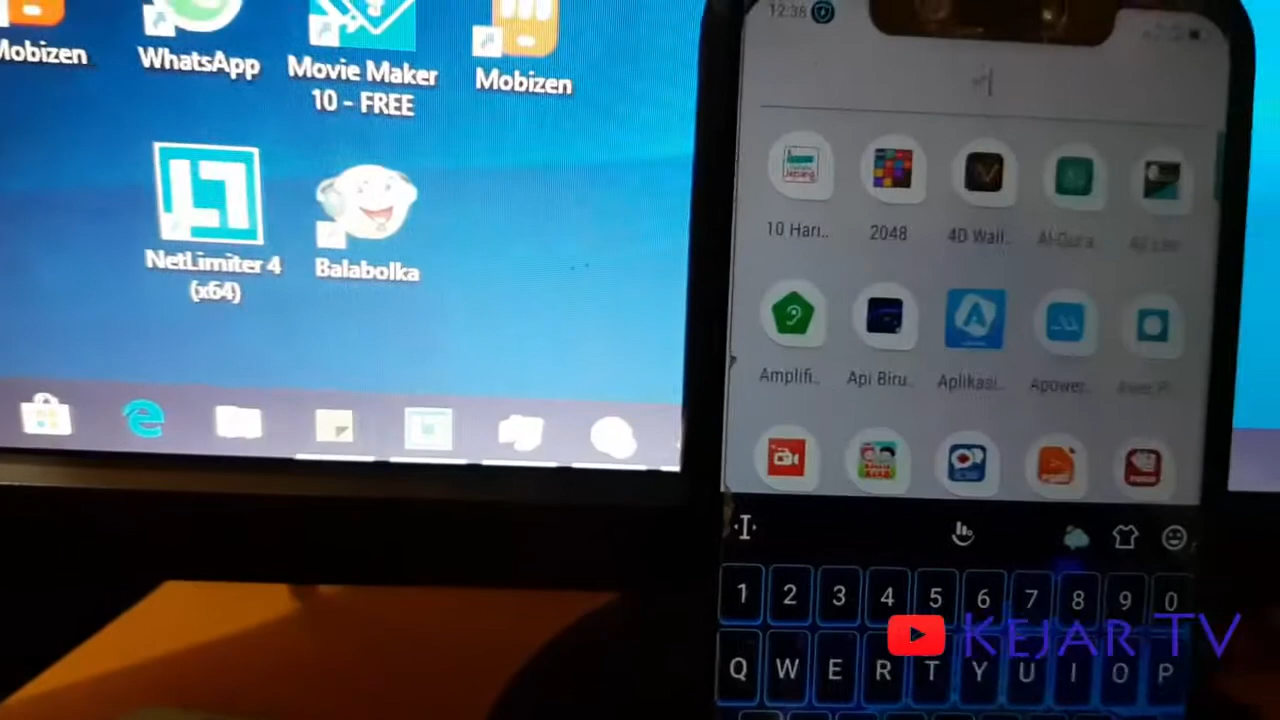 Mobizen
WhatsApp
Movie Maker
10 - FREE
Mobizen
NetLimiter 4
(x64)
Balabolka
12:38
10 Hari..
2048
4D Wall..
Al-Qura..
Amplifi..
Api Biru..
Aplikasi..
Apower..
1 2 3 4 5 6 7 8 9 0
Q W E R T Y U I O P
KEJAR TV